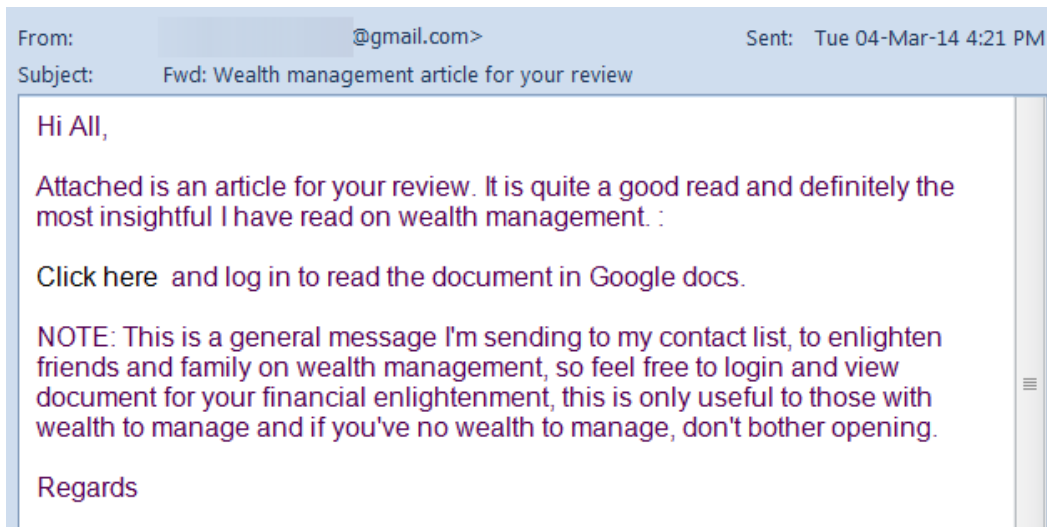 From: @gmail.com> Sent: Tue 04-Mar-14 4:21 PM
Subject: Fwd: Wealth management article for your review
Hi All,
Attached is an article for your review. It is quite a good read and definitely the
most insightful I have read on wealth management. :
Click here and log in to read the document in Google docs.
NOTE: This is a general message I'm sending to my contact list, to enlighten
friends and family on wealth management, so feel free to login and view
document for your financial enlightenment, this is only useful to those with
wealth to manage and if you've no wealth to manage, don't bother opening.
Regards